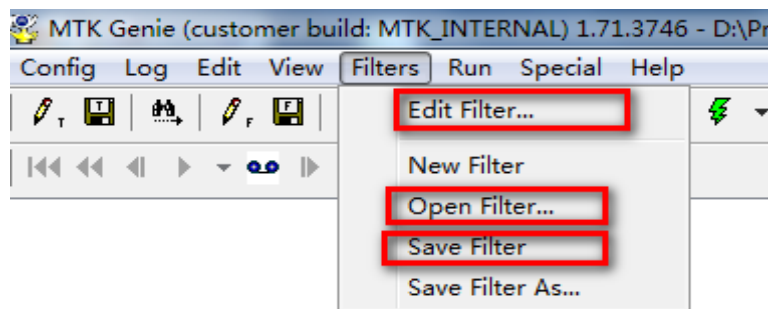 MTK Genie (customer build: MTK_INTERNAL) 1.71.3746 - D:\Pr
Config Log Edit View Filters Run Special Help
T T F F
Edit Filter...
New Filter
Open Filter...
Save Filter
Save Filter As...